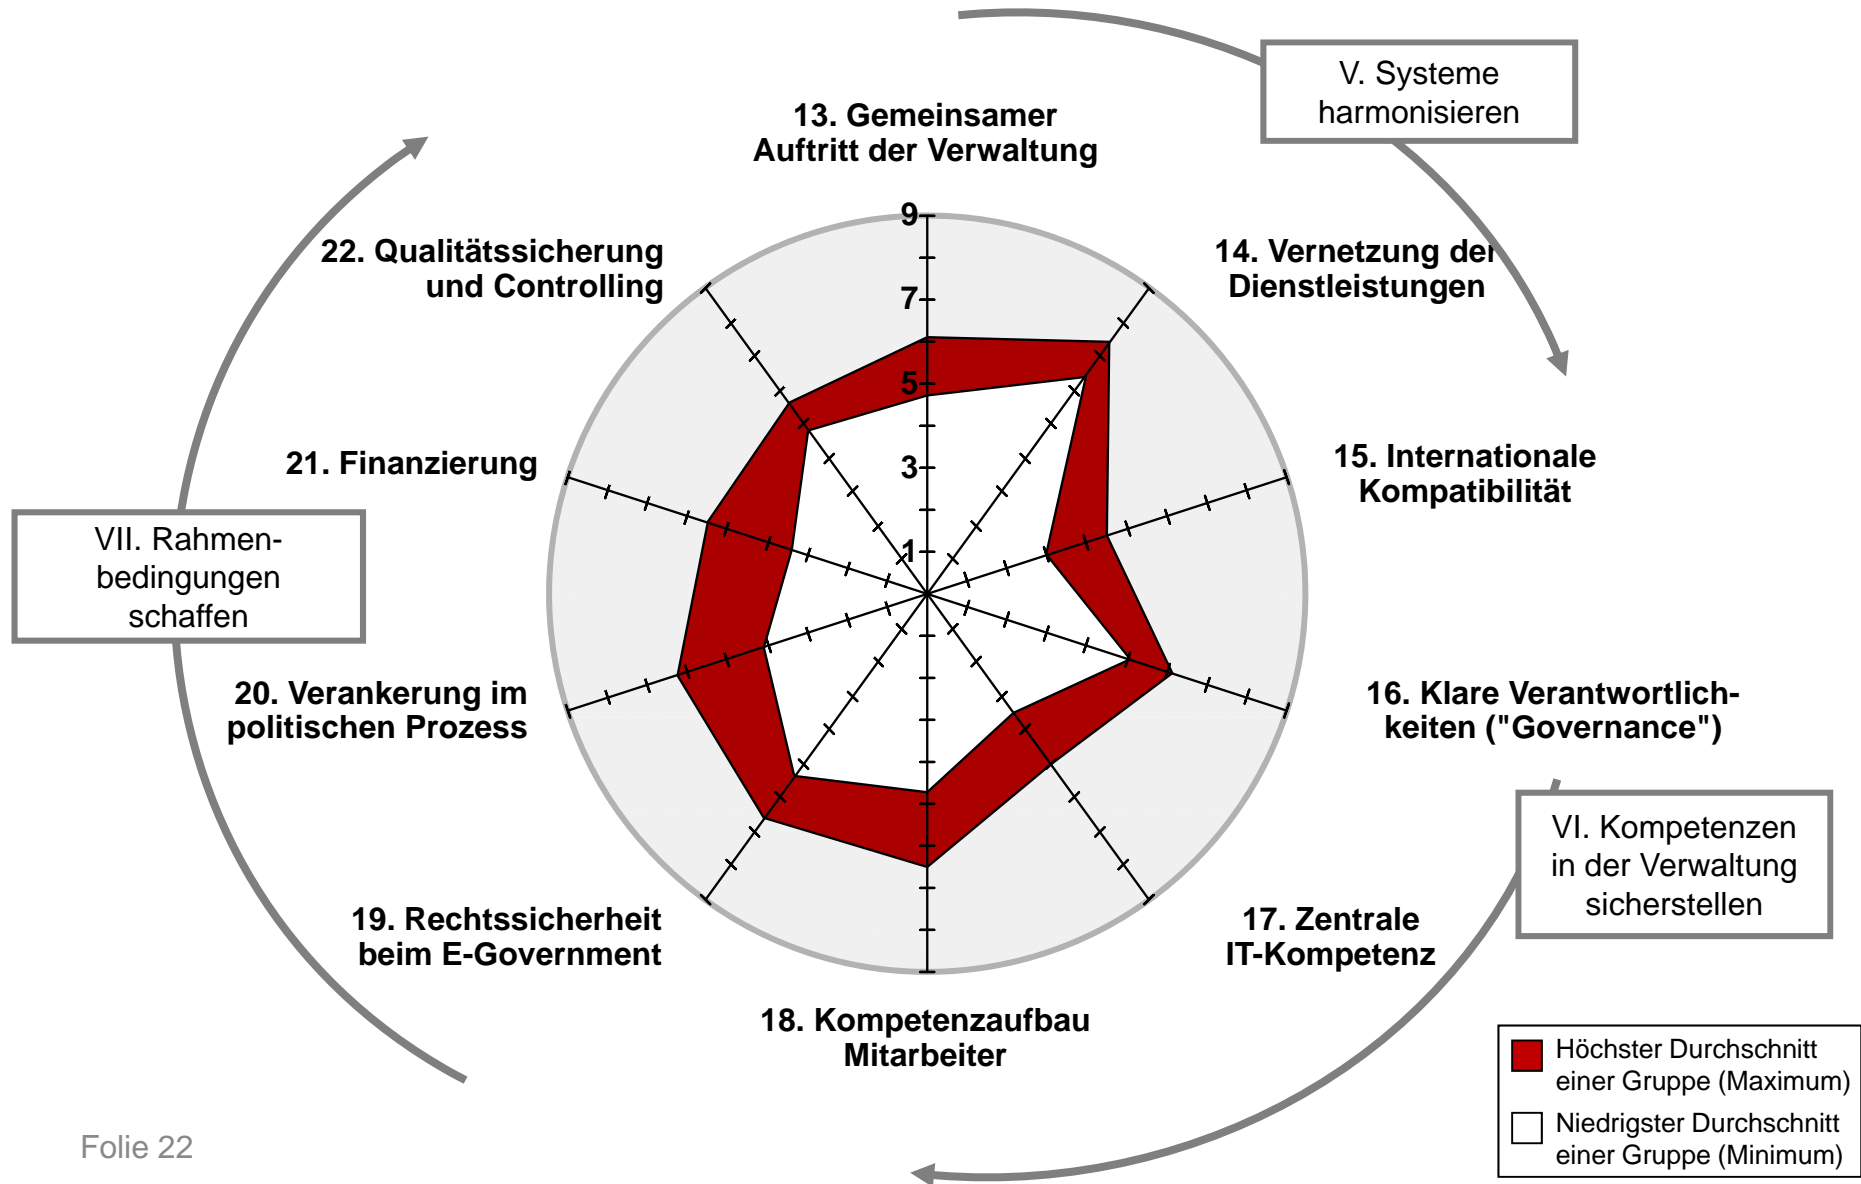 V. Systeme
harmonisieren
13. Gemeinsamer
Auftritt der Verwaltung
14. Vernetzung der
Dienstleistungen
15. Internationale
Kompatibilität
16. Klare Verantwortlich-
keiten ("Governance")
VI. Kompetenzen
in der Verwaltung
sicherstellen
17. Zentrale
IT-Kompetenz
18. Kompetenzaufbau
Mitarbeiter
19. Rechtssicherheit
beim E-Government
20. Verankerung im
politischen Prozess
VII. Rahmen-
bedingungen
schaffen
21. Finanzierung
22. Qualitätssicherung
und Controlling
9
7
5
3
1
Höchster Durchschnitt
einer Gruppe (Maximum)
Niedrigster Durchschnitt
einer Gruppe (Minimum)
Folie 22